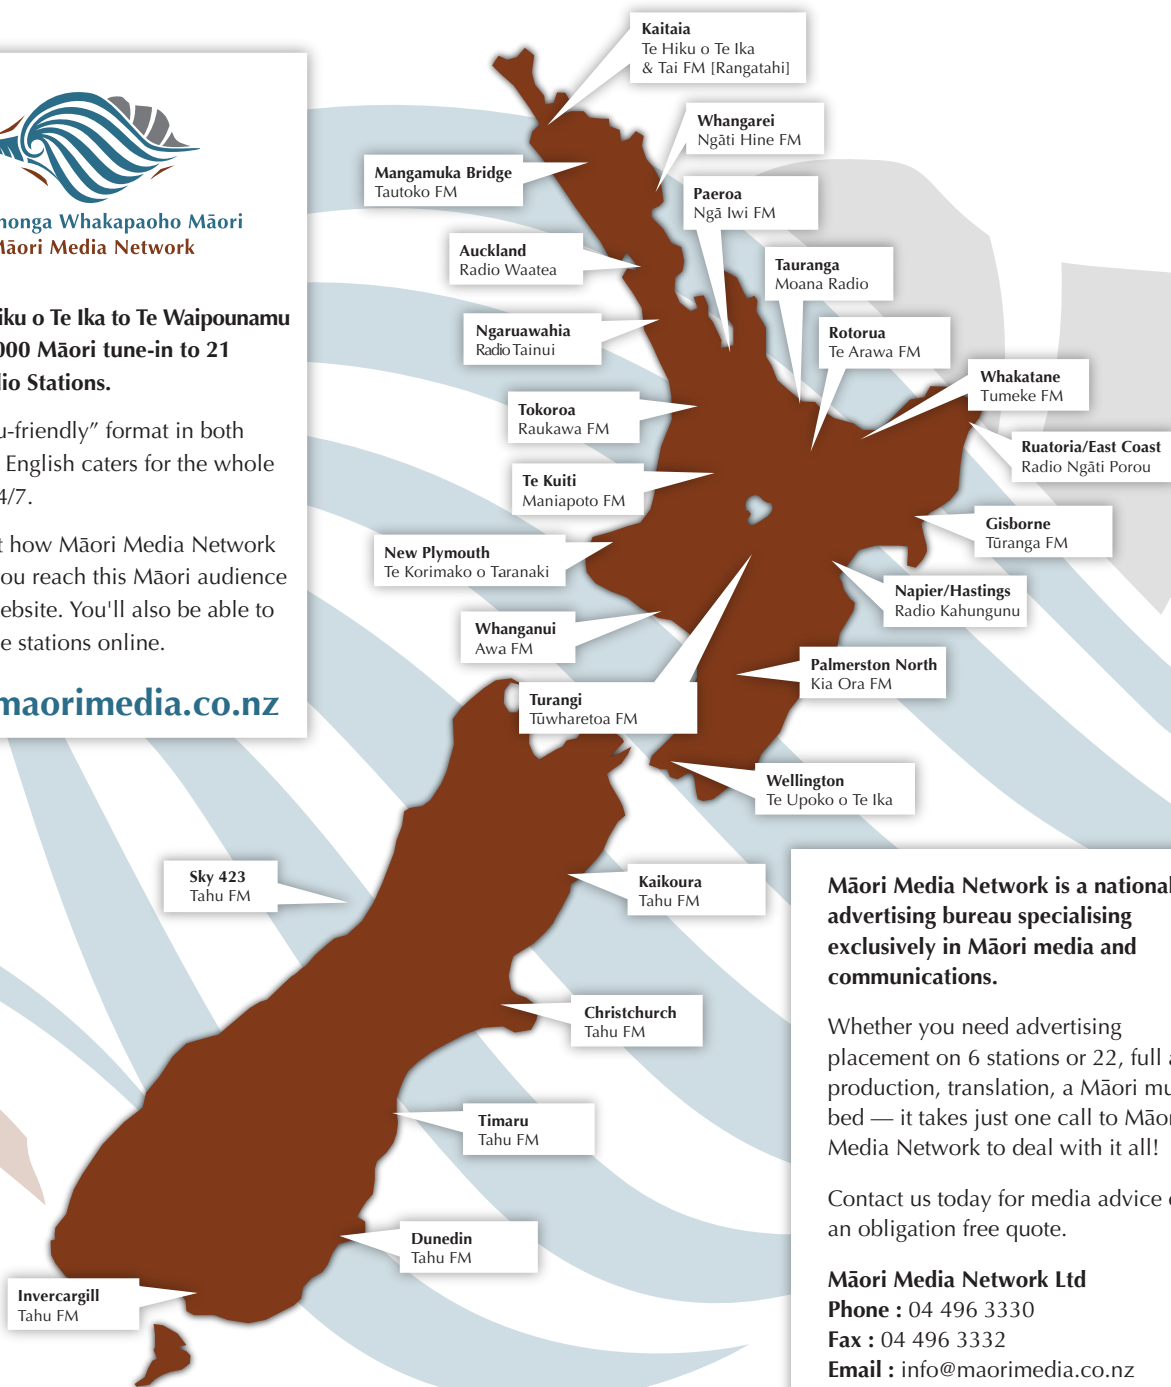 Whakapaoho Māori
Māori Media Network
o Te Ika to Te Waipounamu
Māori tune-in to 21
Stations.
format in both
English caters for the whole
4/7.
how Māori Media Network
you reach this Māori audience
You'll also be able to
stations online.
maorimedia.co.nz
Kaitaia
Te Hiku o Te Ika
& Tai FM [Rangatahi]
Whangarei
Ngāti Hine FM
Mangamuka Bridge
Tautoko FM
Paeroa
Ngā Iwi FM
Auckland
Radio Waatea
Tauranga
Moana Radio
Ngaruawahia
Radio Tainui
Rotorua
Te Arawa FM
Whakatane
Tumeke FM
Tokoroa
Raukawa FM
Ruatoria/East Coast
Radio Ngāti Porou
Te Kuiti
Maniapoto FM
Gisborne
Tūranga FM
New Plymouth
Te Korimako o Taranaki
Napier/Hastings
Radio Kahungunu
Whanganui
Awa FM
Palmerston North
Kia Ora FM
Turangi
Tūwharetoa FM
Wellington
Te Upoko o Te Ika
Sky 423
Tahu FM
Kaikoura
Tahu FM
Christchurch
Tahu FM
Timaru
Tahu FM
Dunedin
Tahu FM
Invercargill
Tahu FM
Māori Media Network is a national
advertising bureau specialising
exclusively in Māori media and
communications.
Whether you need advertising
placement on 6 stations or 22, full
production, translation, a Māori
bed — it takes just one call to
Media Network to deal with it all!
Contact us today for media advice
an obligation free quote.
Māori Media Network Ltd
Phone : 04 496 3330
Fax : 04 496 3332
Email : info@maorimedia.co.nz